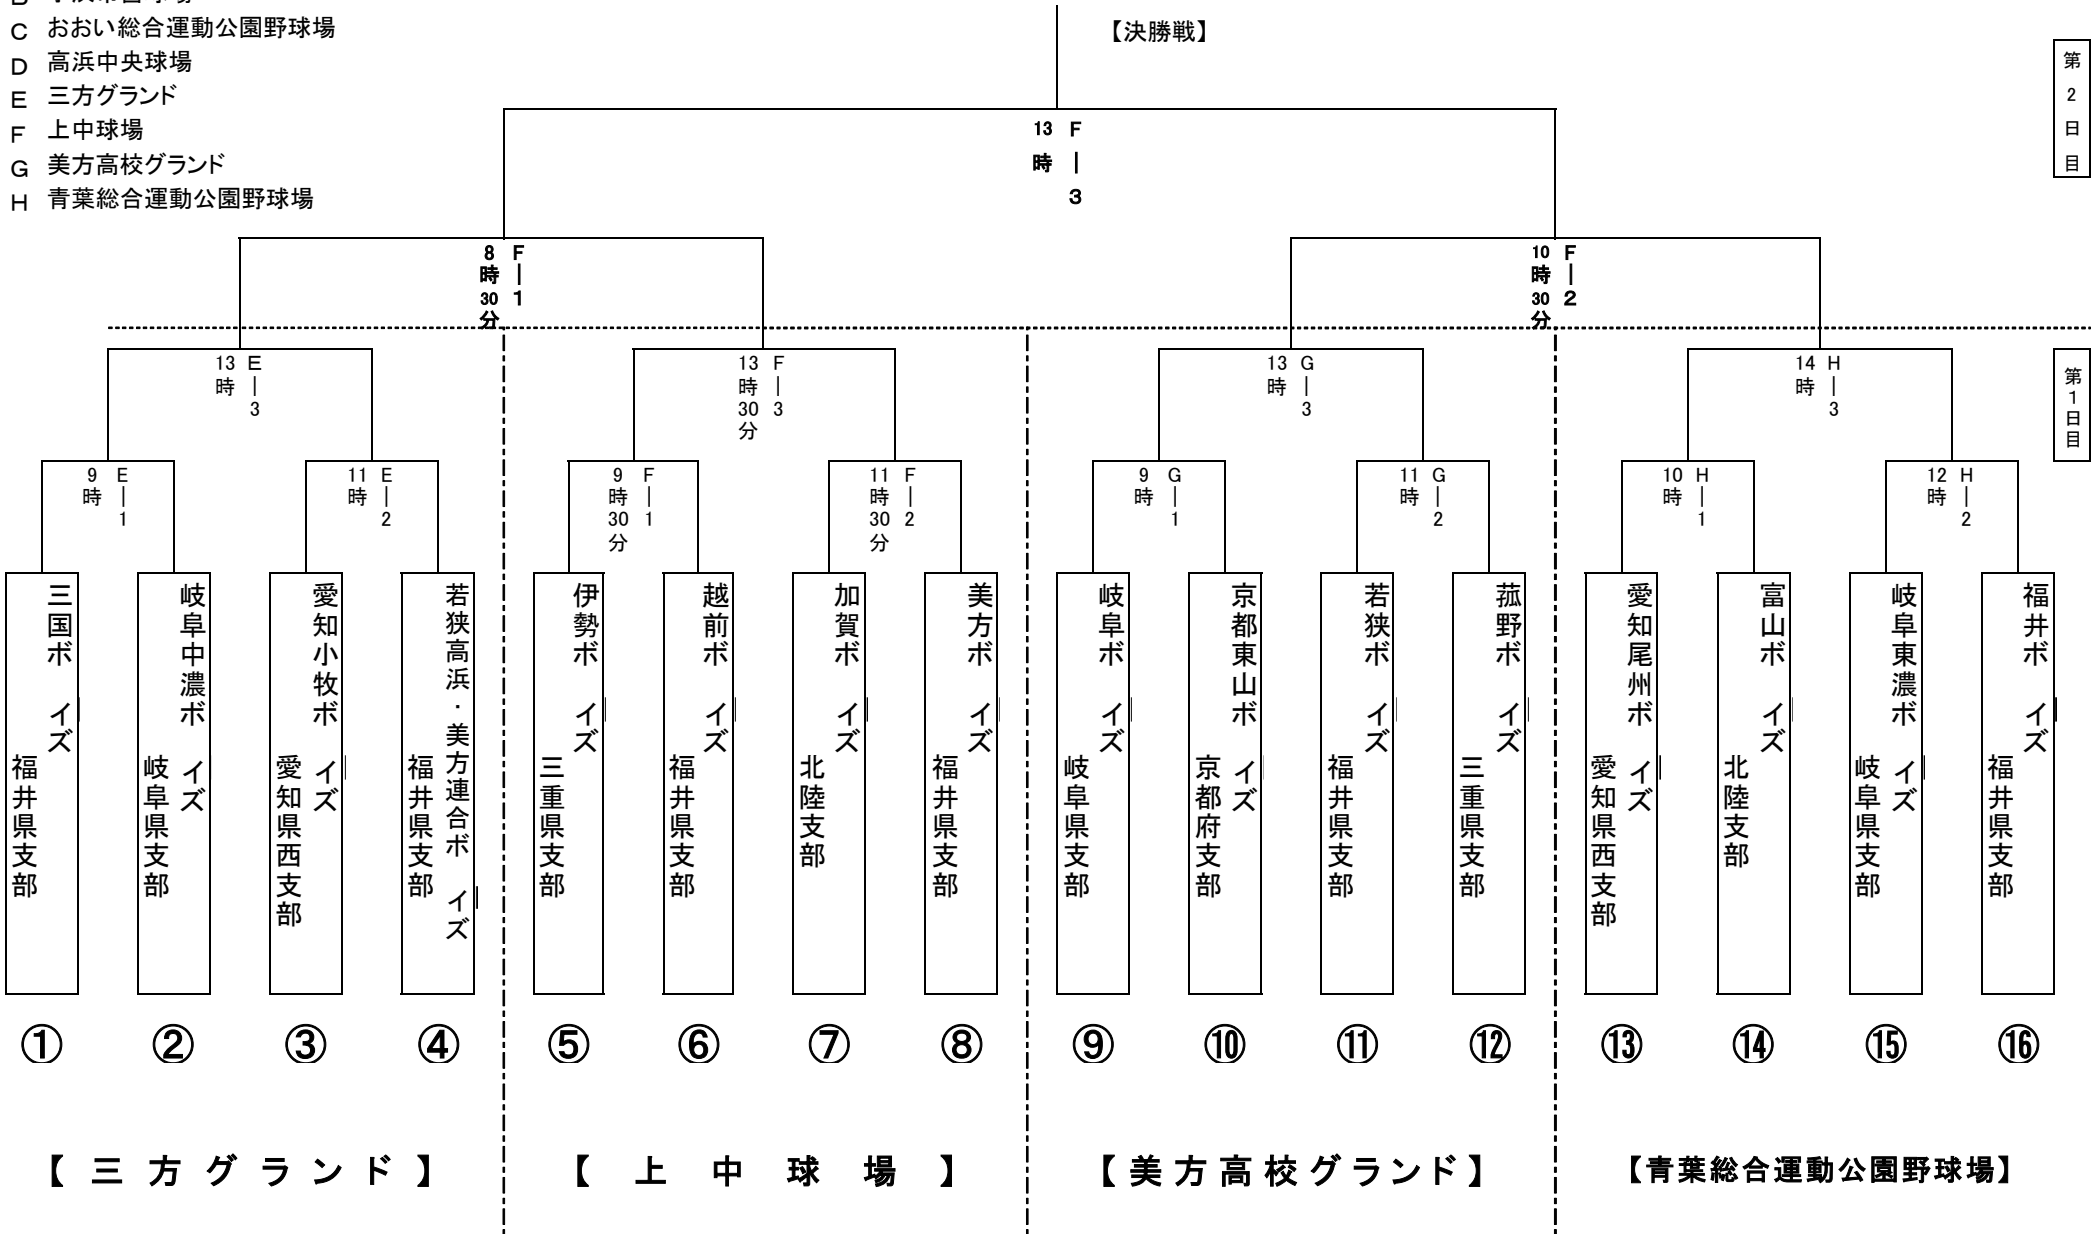 C おおい総合運動公園野球場
D 高浜中央球場
E 三方グランド
F 上中球場
G 美方高校グランド
H 青葉総合運動公園野球場
【決勝戦】
第2日目
F―3
13時
F―1
8時30分
F―2
10時30分
第1日目
E―3
13時
F―3
13時30分
G―3
13時
H―3
14時
E―1
9時
E―2
11時
F―1
9時30分
F―2
11時30分
G―1
9時
G―2
11時
H―1
10時
H―2
12時
三国ボーイズ
福井県支部
岐阜中濃ボーイズ
岐阜県支部
愛知小牧ボーイズ
愛知県西支部
若狭高浜・美方連合ボーイズ
福井県支部
伊勢ボーイズ
三重県支部
越前ボーイズ
福井県支部
加賀ボーイズ
北陸支部
美方ボーイズ
福井県支部
岐阜ボーイズ
岐阜県支部
京都東山ボーイズ
京都府支部
若狭ボーイズ
福井県支部
菰野ボーイズ
三重県支部
愛知尾州ボーイズ
愛知県西支部
富山ボーイズ
北陸支部
岐阜東濃ボーイズ
岐阜県支部
福井ボーイズ
福井県支部
① ② ③ ④ ⑤ ⑥ ⑦ ⑧ ⑨ ⑩ ⑪ ⑫ ⑬ ⑭ ⑮ ⑯
【三方グランド】
【上中球場】
【美方高校グランド】
【青葉総合運動公園野球場】